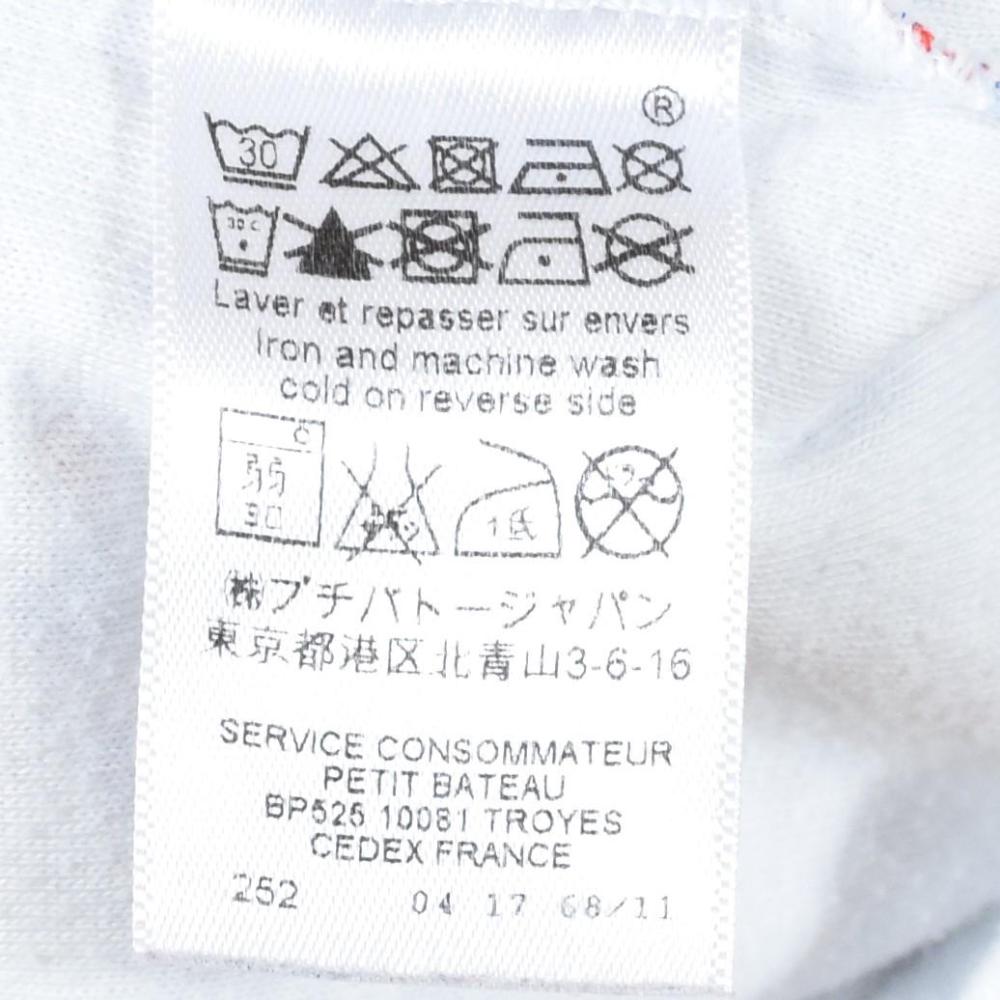 ®
30
30 C
Laver et repasser sur envers
Iron and machine wash
cold on reverse side
弱
30
低
㈱プチバトージャパン
東京都港区北青山3-6-16
SERVICE CONSOMMATEUR
PETIT BATEAU
BP525 10081 TROYES
CEDEX FRANCE
252 04 17 68/11